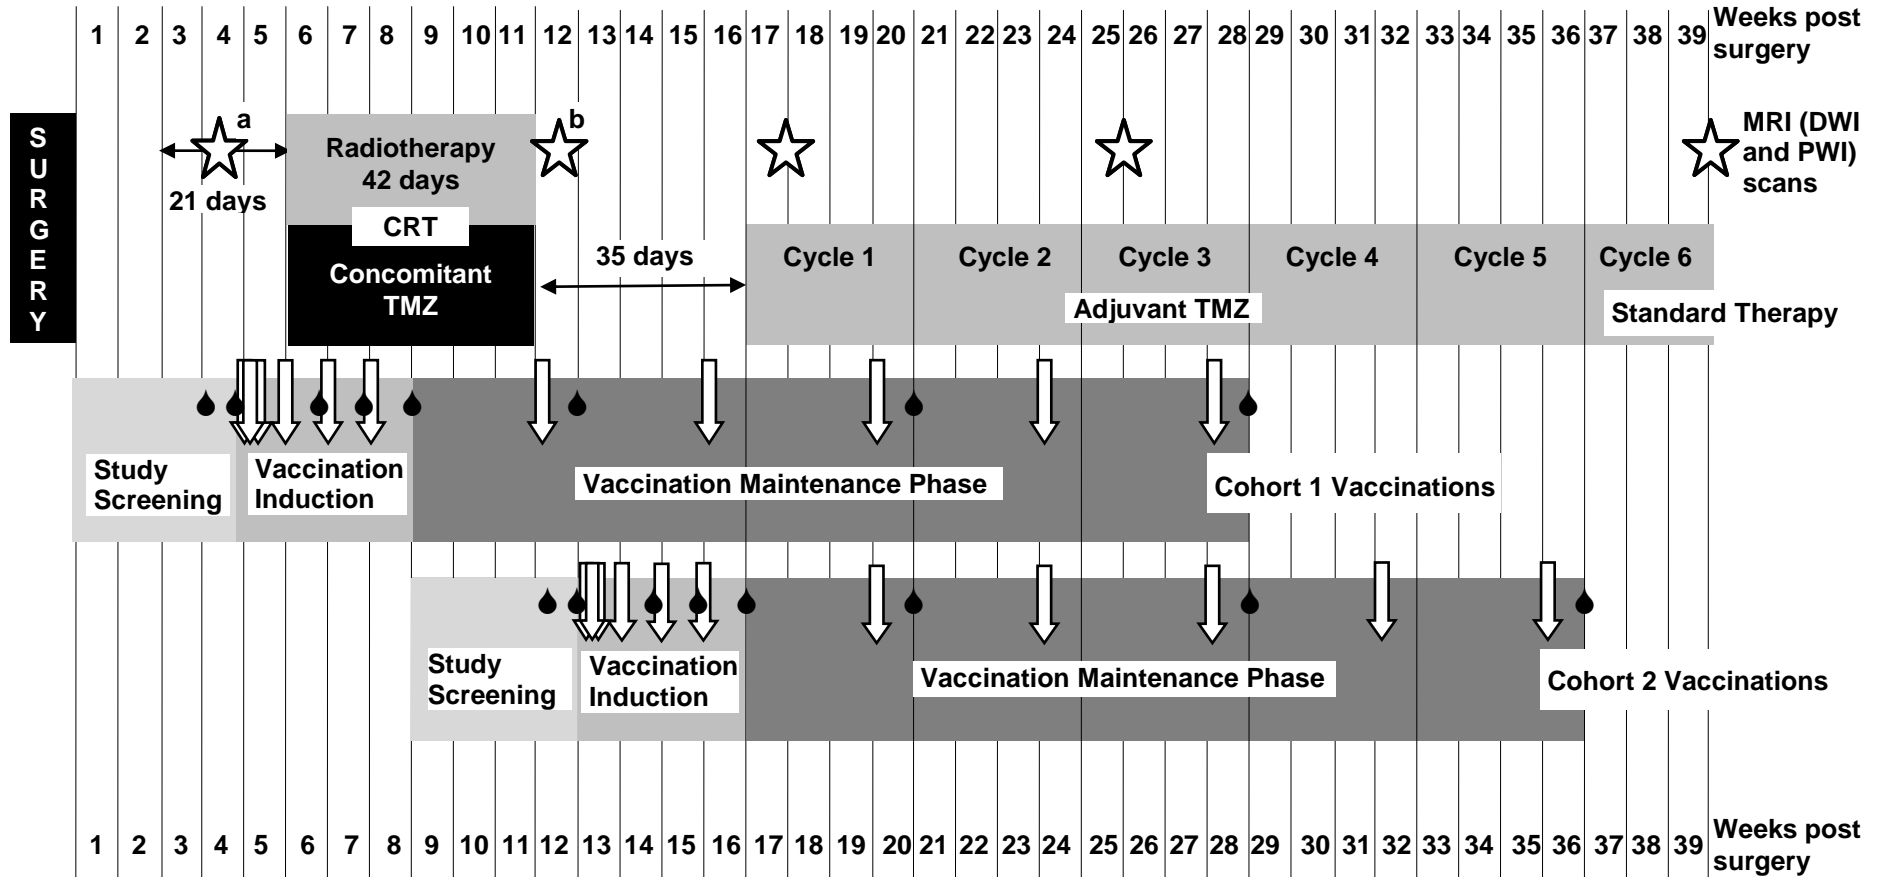 1 2 3 4 5 6 7 8 9 10 11 12 13 14 15 16 17 18 19 20 21 22 23 24 25 26 27 28 29 30 31 32 33 34 35 36 37 38 39 Weeks post
surgery
SURGERY
a
21 days
Radiotherapy
42 days
CRT
Concomitant
TMZ
b
35 days
MRI (DWI
and PWI)
scans
Cycle 1 Cycle 2 Cycle 3 Cycle 4 Cycle 5 Cycle 6
Adjuvant TMZ
Standard Therapy
Study
Screening
Vaccination
Induction
Vaccination Maintenance Phase
Cohort 1 Vaccinations
Study
Screening
Vaccination
Induction
Vaccination Maintenance Phase
Cohort 2 Vaccinations
1 2 3 4 5 6 7 8 9 10 11 12 13 14 15 16 17 18 19 20 21 22 23 24 25 26 27 28 29 30 31 32 33 34 35 36 37 38 39 Weeks post
surgery